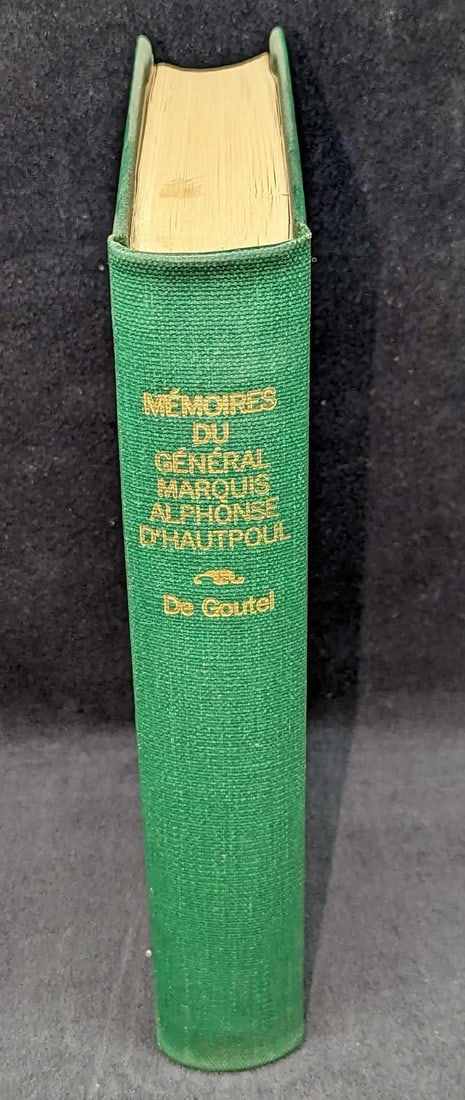 MÉMOIRES
DU
GÉNÉRAL
MARQUIS
ALPHONSE
D'HAUTPOUL
De Goutel